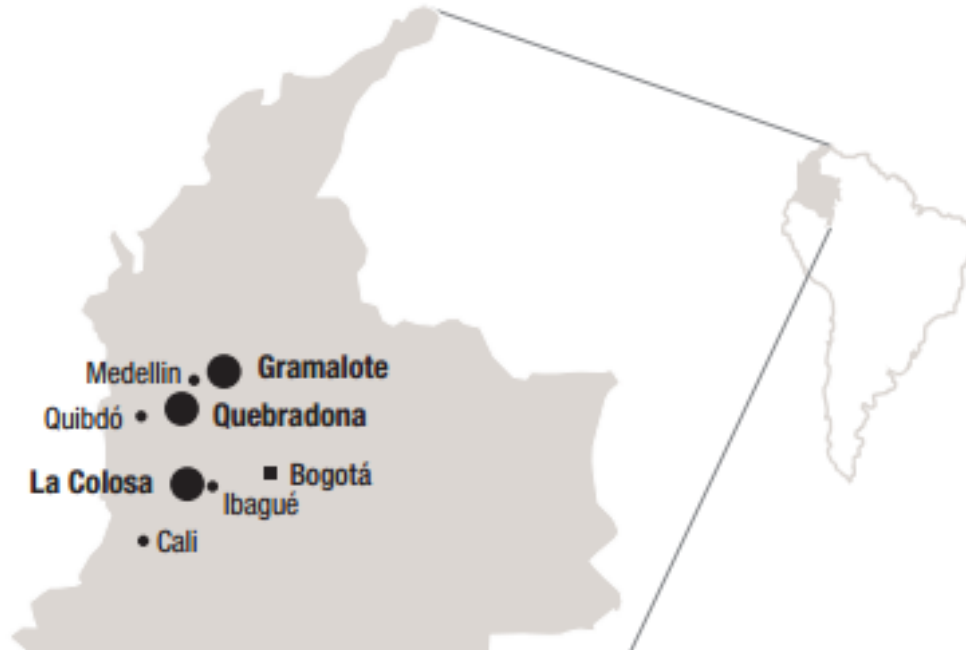 Medellin
Gramalote
Quibdó
Quebradona
La Colosa
Bogotá
Ibagué
Cali